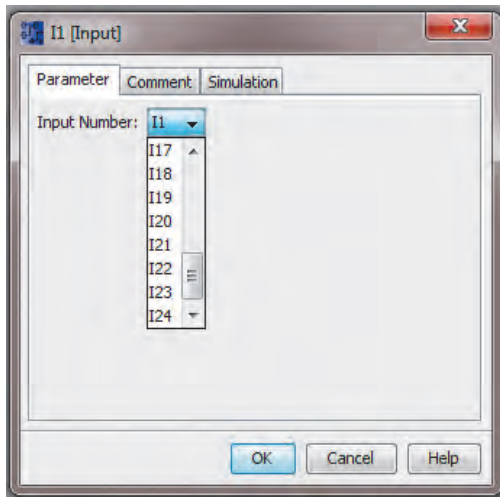 I1 [Input]
Parameter Comment Simulation
Input Number: I1
I17
I18
I19
I20
I21
I22
I23
I24
OK Cancel Help